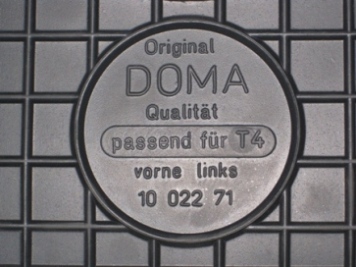 Original
DOMA
Qualität
passend für T4
vorne links
10 022 71